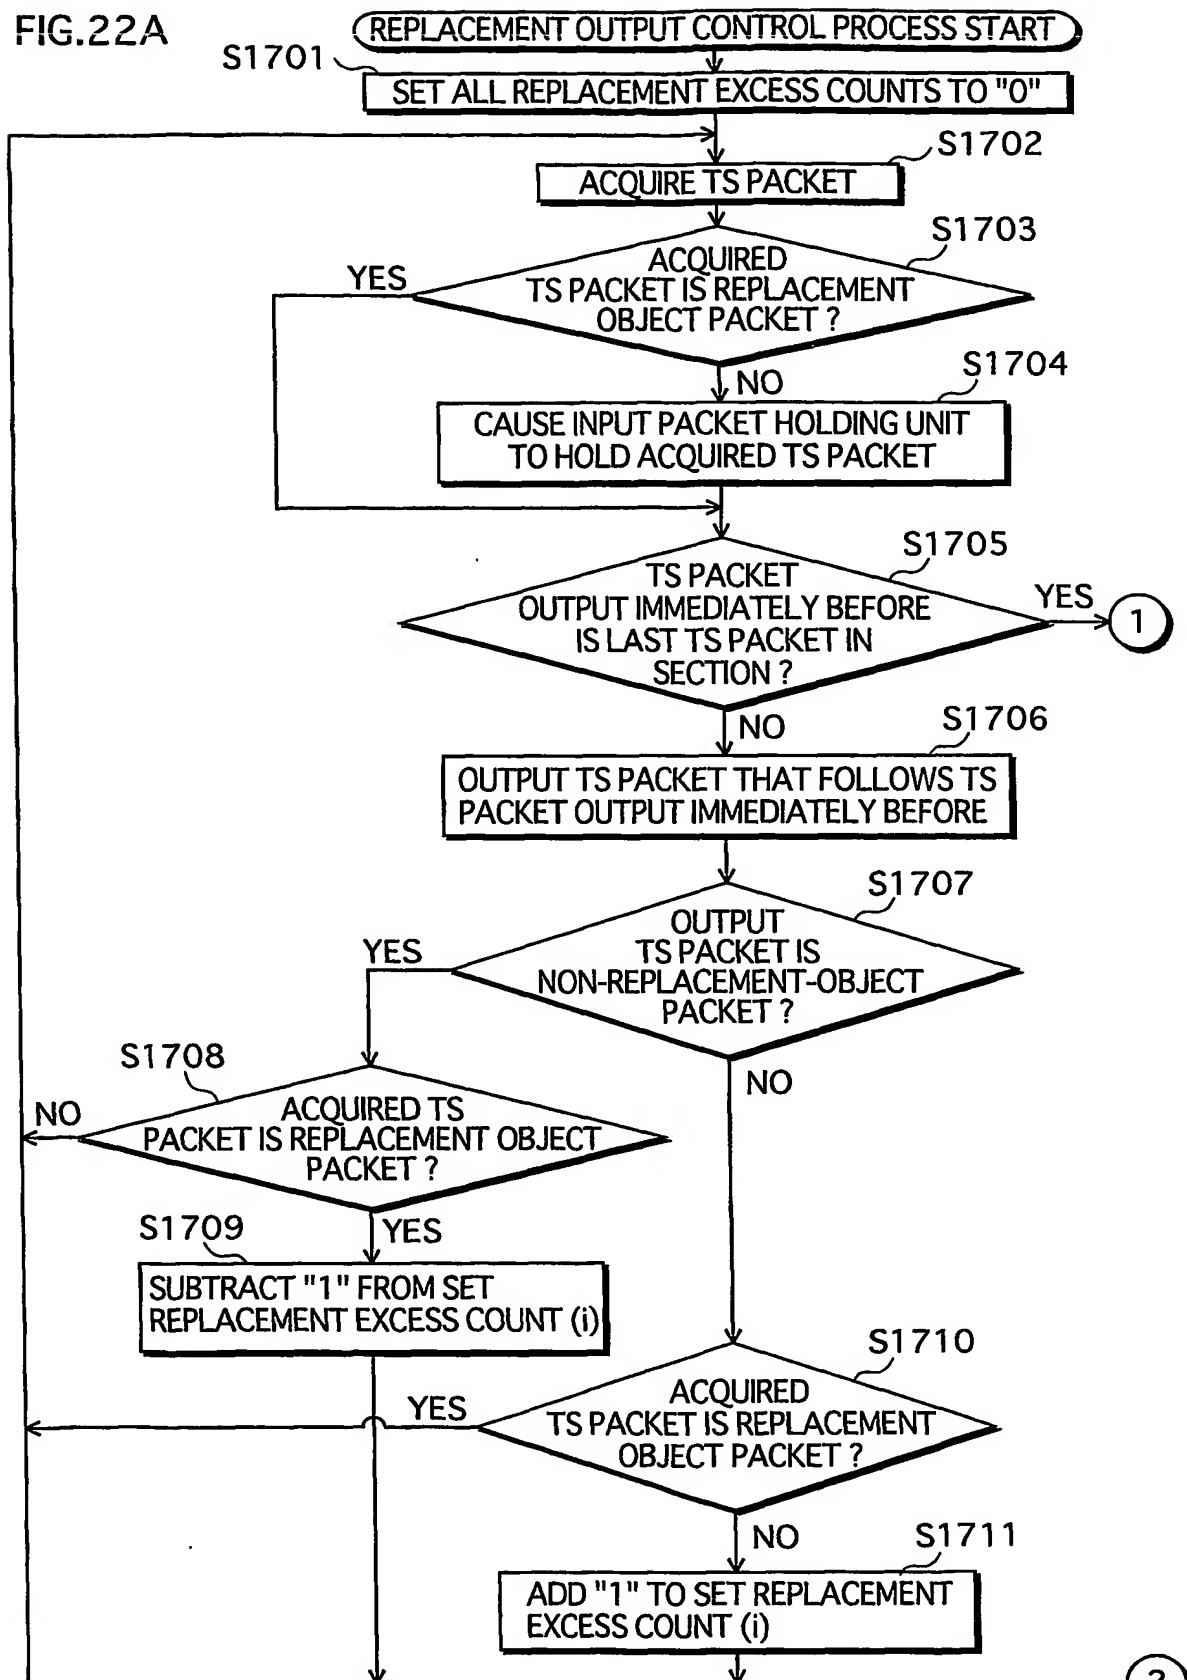 FIG.22A
REPLACEMENT OUTPUT CONTROL PROCESS START
S1701
SET ALL REPLACEMENT EXCESS COUNTS TO "0"
S1702
ACQUIRE TS PACKET
S1703
ACQUIRED
TS PACKET IS REPLACEMENT
OBJECT PACKET ?
YES
NO
S1704
CAUSE INPUT PACKET HOLDING UNIT
TO HOLD ACQUIRED TS PACKET
S1705
TS PACKET
OUTPUT IMMEDIATELY BEFORE
IS LAST TS PACKET IN
SECTION ?
YES
1
NO
S1706
OUTPUT TS PACKET THAT FOLLOWS TS
PACKET OUTPUT IMMEDIATELY BEFORE
S1707
OUTPUT
TS PACKET IS
NON-REPLACEMENT-OBJECT
PACKET ?
YES
NO
S1708
ACQUIRED TS
PACKET IS REPLACEMENT OBJECT
PACKET ?
NO
YES
S1709
SUBTRACT "1" FROM SET
REPLACEMENT EXCESS COUNT (i)
S1710
ACQUIRED
TS PACKET IS REPLACEMENT
OBJECT PACKET ?
YES
NO
S1711
ADD "1" TO SET REPLACEMENT
EXCESS COUNT (i)